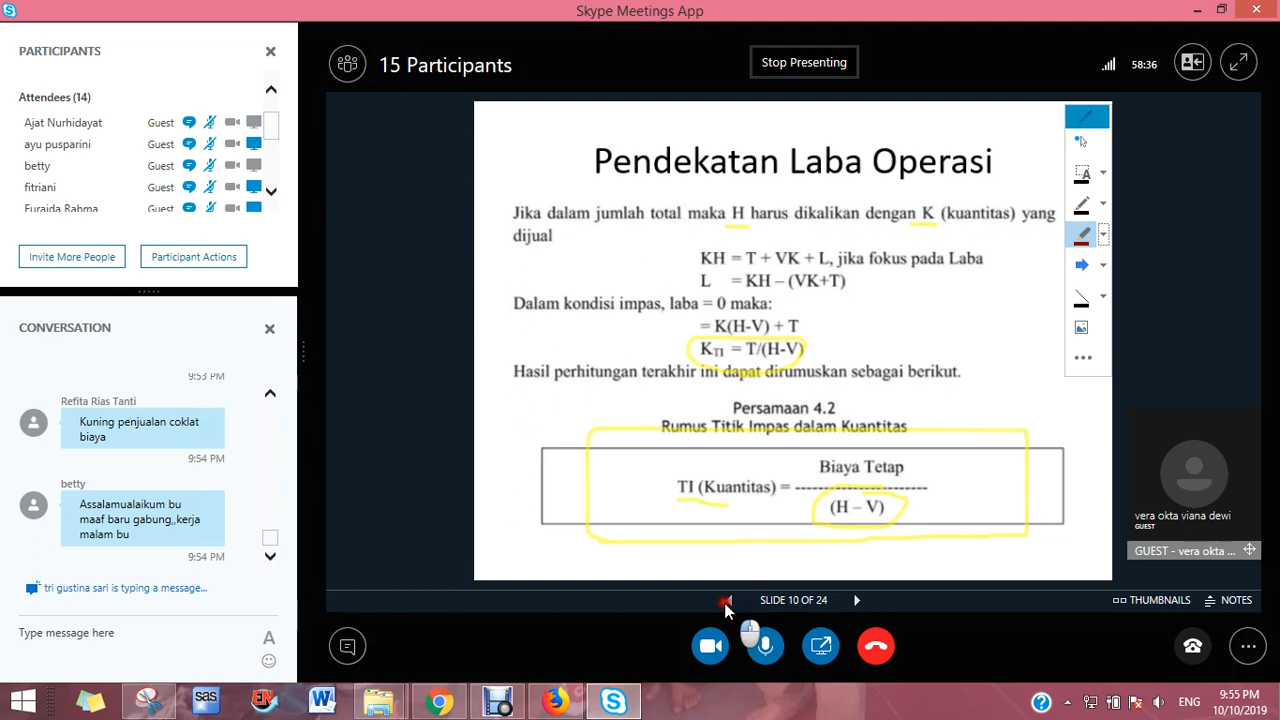 Skype Meetings App
PARTICIPANTS
Attendees (14)
Ajat Nurhidayat Guest
ayu pusparini Guest
betty Guest
fitriani Guest
Furaida Rahma Guest
Invite More People
Participant Actions
CONVERSATION
9:53 PM
Refita Rias Tanti
Kuning penjualan coklat
biaya
9:54 PM
betty
Assalamualaikum bu
maaf baru gabung,,kerja
malam bu
9:54 PM
tri gustina sari is typing a message...
Type message here
A
15 Participants
Stop Presenting
58:36
Pendekatan Laba Operasi
Jika dalam jumlah total maka H harus dikalikan dengan K (kuantitas) yang
dijual
KH = T + VK + L, jika fokus pada Laba
L = KH – (VK+T)
Dalam kondisi impas, laba = 0 maka:
= K(H-V) + T
KTI = T/(H-V)
Hasil perhitungan terakhir ini dapat dirumuskan sebagai berikut.
Persamaan 4.2
Rumus Titik Impas dalam Kuantitas
Biaya Tetap
TI (Kuantitas) = -----------------------
(H – V)
A
vera okta viana dewi
GUEST
GUEST - vera okta ...
SLIDE 10 OF 24
THUMBNAILS
NOTES
sas
EN
W
S
?
ENG
9:55 PM
10/10/2019